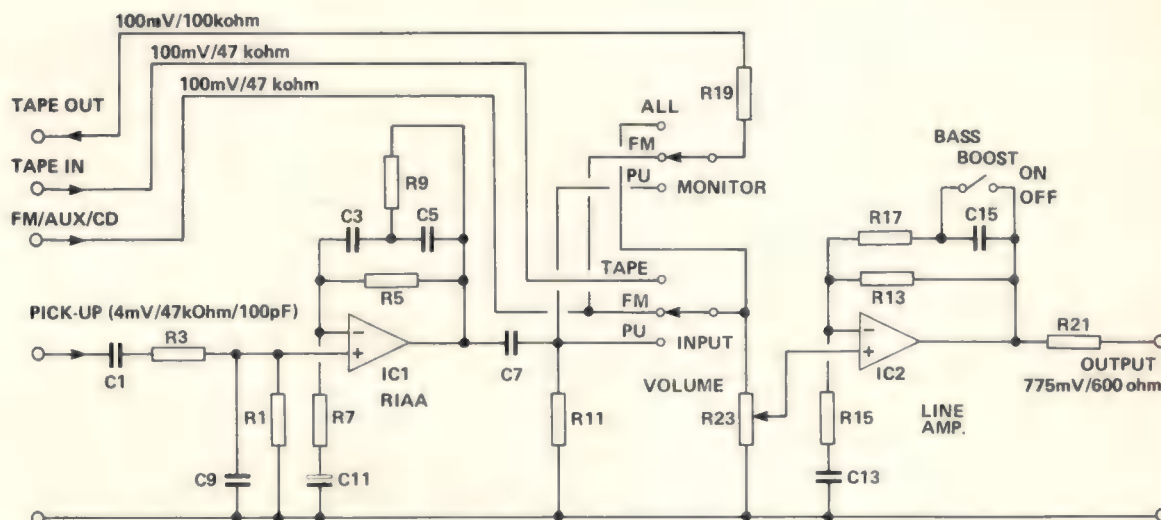 100mV/100kohm
100mV/47 kohm
100mV/47 kohm
TAPE OUT
TAPE IN
FM/AUX/CD
R19
ALL
FM
PU
MONITOR
BASS
BOOST
ON
OFF
R9
C3
C5
R5
R17
C15
R13
TAPE
FM
PU
INPUT
PICK-UP (4mV/47kOhm/100pF)
C1
R3
IC1
RIAA
C7
VOLUME
IC2
LINE
AMP.
R21
OUTPUT
775mV/600 ohm
R1
R7
R11
R23
R15
C9
C11
C13
−
+
−
+